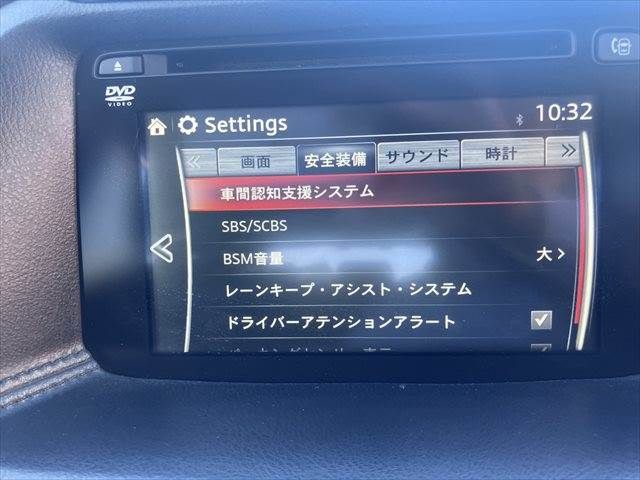 DVD
VIDEO
Settings
10:32
画面
安全装備
サウンド
時計
車間認知支援システム
SBS/SCBS
BSM音量
大
レーンキープ・アシスト・システム
ドライバーアテンションアラート